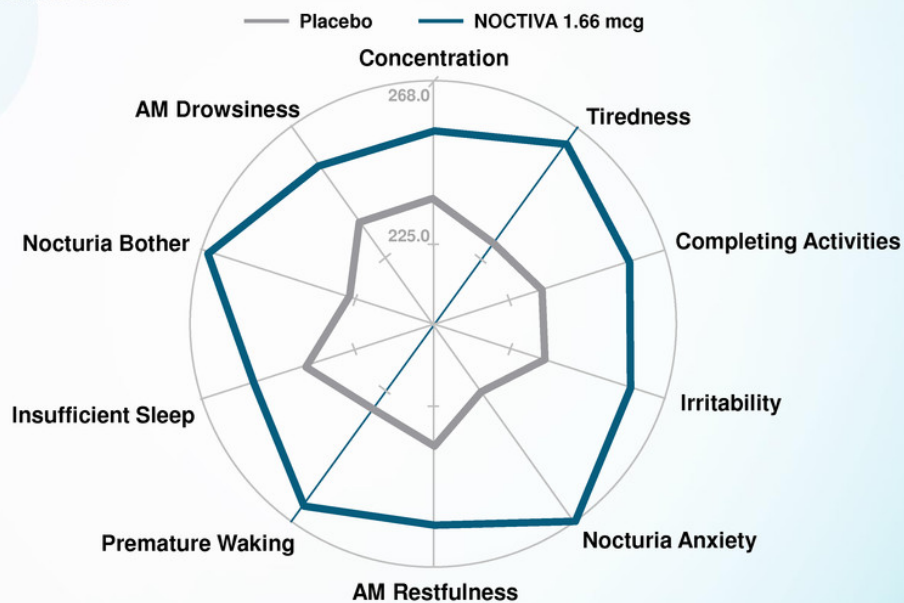 Placebo NOCTIVA 1.66 mcg
Concentration
268.0
AM Drowsiness
Tiredness
225.0
Nocturia Bother
Completing Activities
Insufficient Sleep
Irritability
Premature Waking
Nocturia Anxiety
AM Restfulness